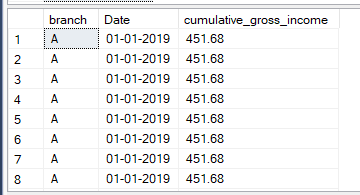 branch Date cumulative_gross_income
1 A 01-01-2019 451.68
2 A 01-01-2019 451.68
3 A 01-01-2019 451.68
4 A 01-01-2019 451.68
5 A 01-01-2019 451.68
6 A 01-01-2019 451.68
7 A 01-01-2019 451.68
8 A 01-01-2019 451.68